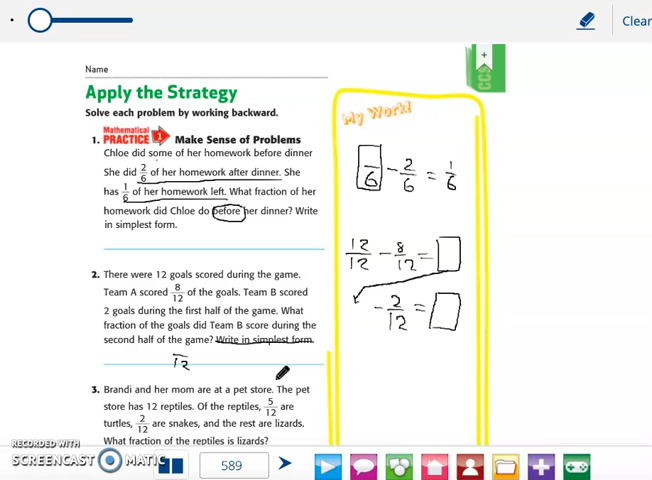 Clear
Name
Apply the Strategy
Solve each problem by working backward.
1. Mathematical PRACTICE 1 Make Sense of Problems
Chloe did some of her homework before dinner
She did 2/6 of her homework after dinner. She
has 1/6 of her homework left. What fraction of her
homework did Chloe do before her dinner? Write
in simplest form.
2. There were 12 goals scored during the game.
Team A scored 8/12 of the goals. Team B scored
2 goals during the first half of the game. What
fraction of the goals did Team B score during the
second half of the game? Write in simplest form.
/12
3. Brandi and her mom are at a pet store. The pet
store has 12 reptiles. Of the reptiles, 5/12 are
turtles, 2/12 are snakes, and the rest are lizards.
What fraction of the reptiles is lizards?
CCSS
My Work!
/6 - 2/6 = 1/6
12/12 - 8/12 =
- 2/12 =
RECORDED WITH
SCREENCAST MATIC
589